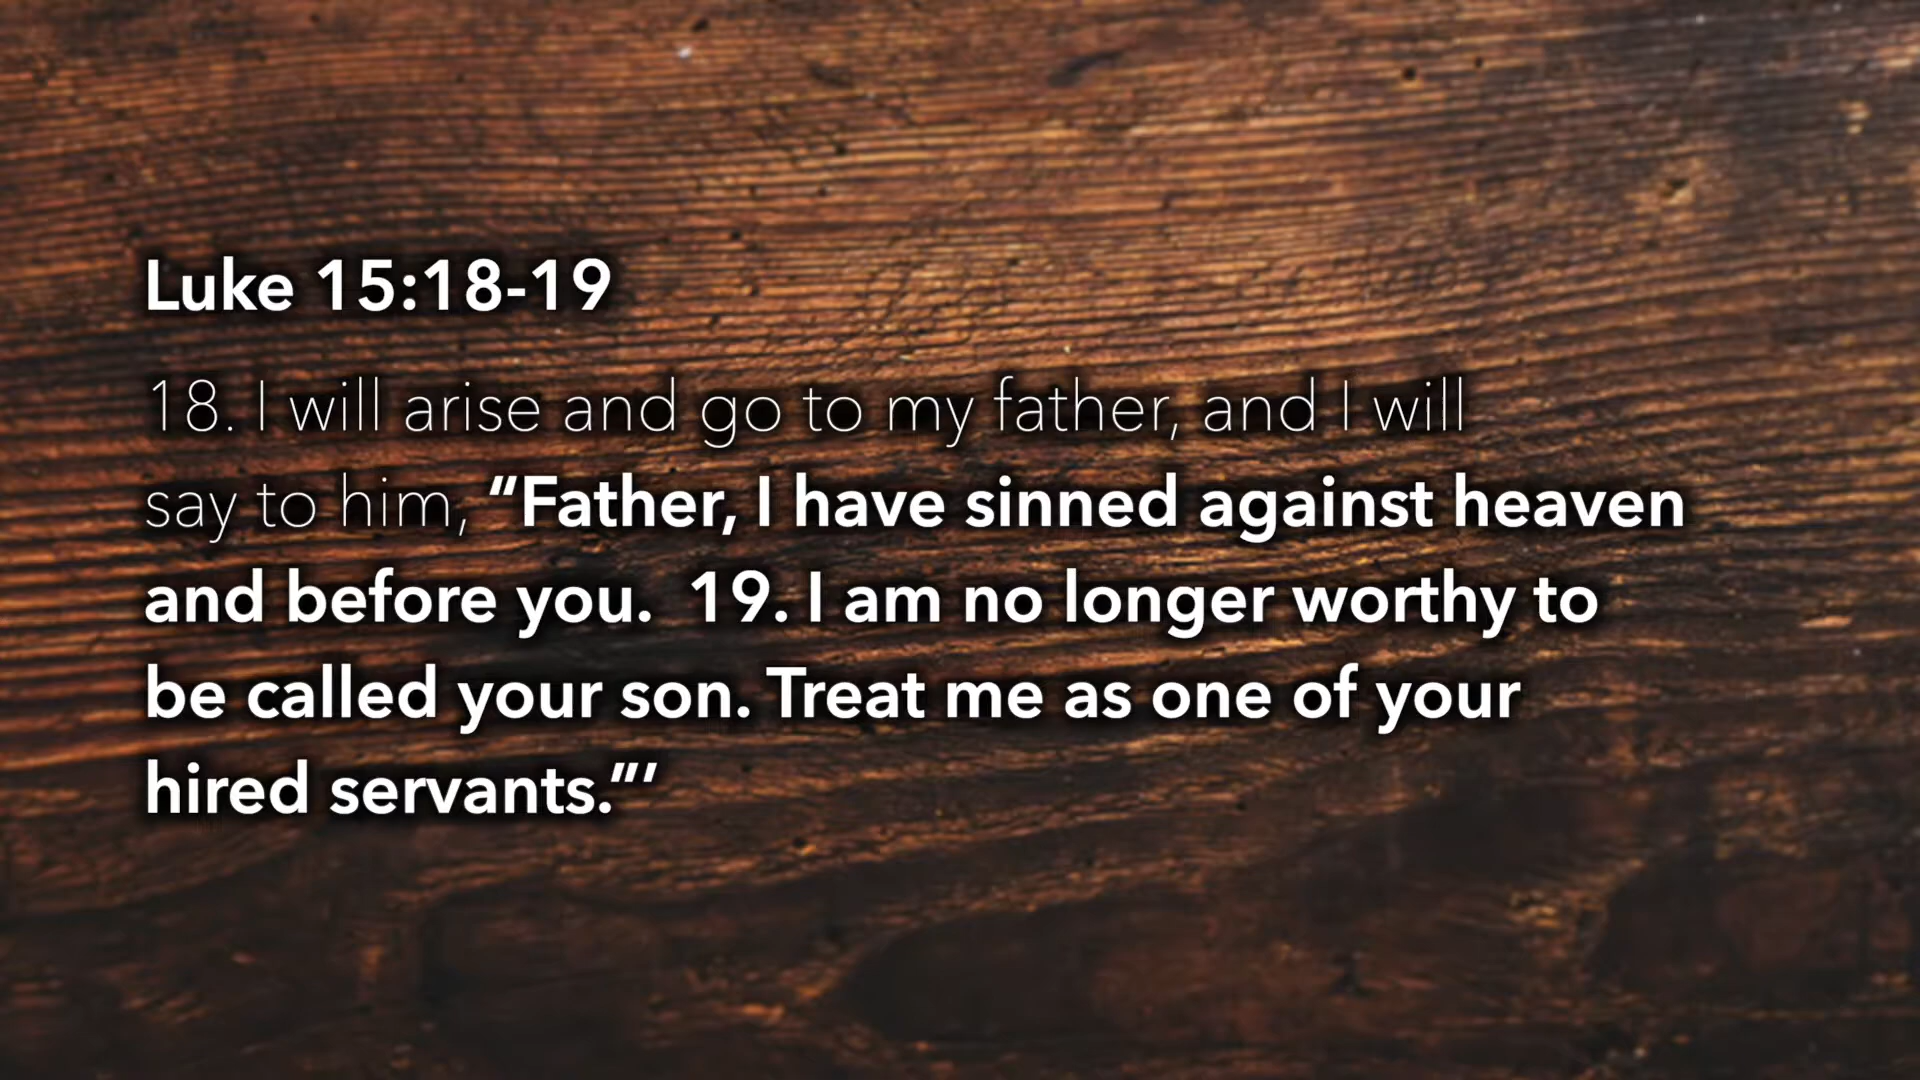 Luke 15:18-19
18. I will arise and go to my father, and I will
say to him, “Father, I have sinned against heaven
and before you.  19. I am no longer worthy to
be called your son. Treat me as one of your
hired servants.”’